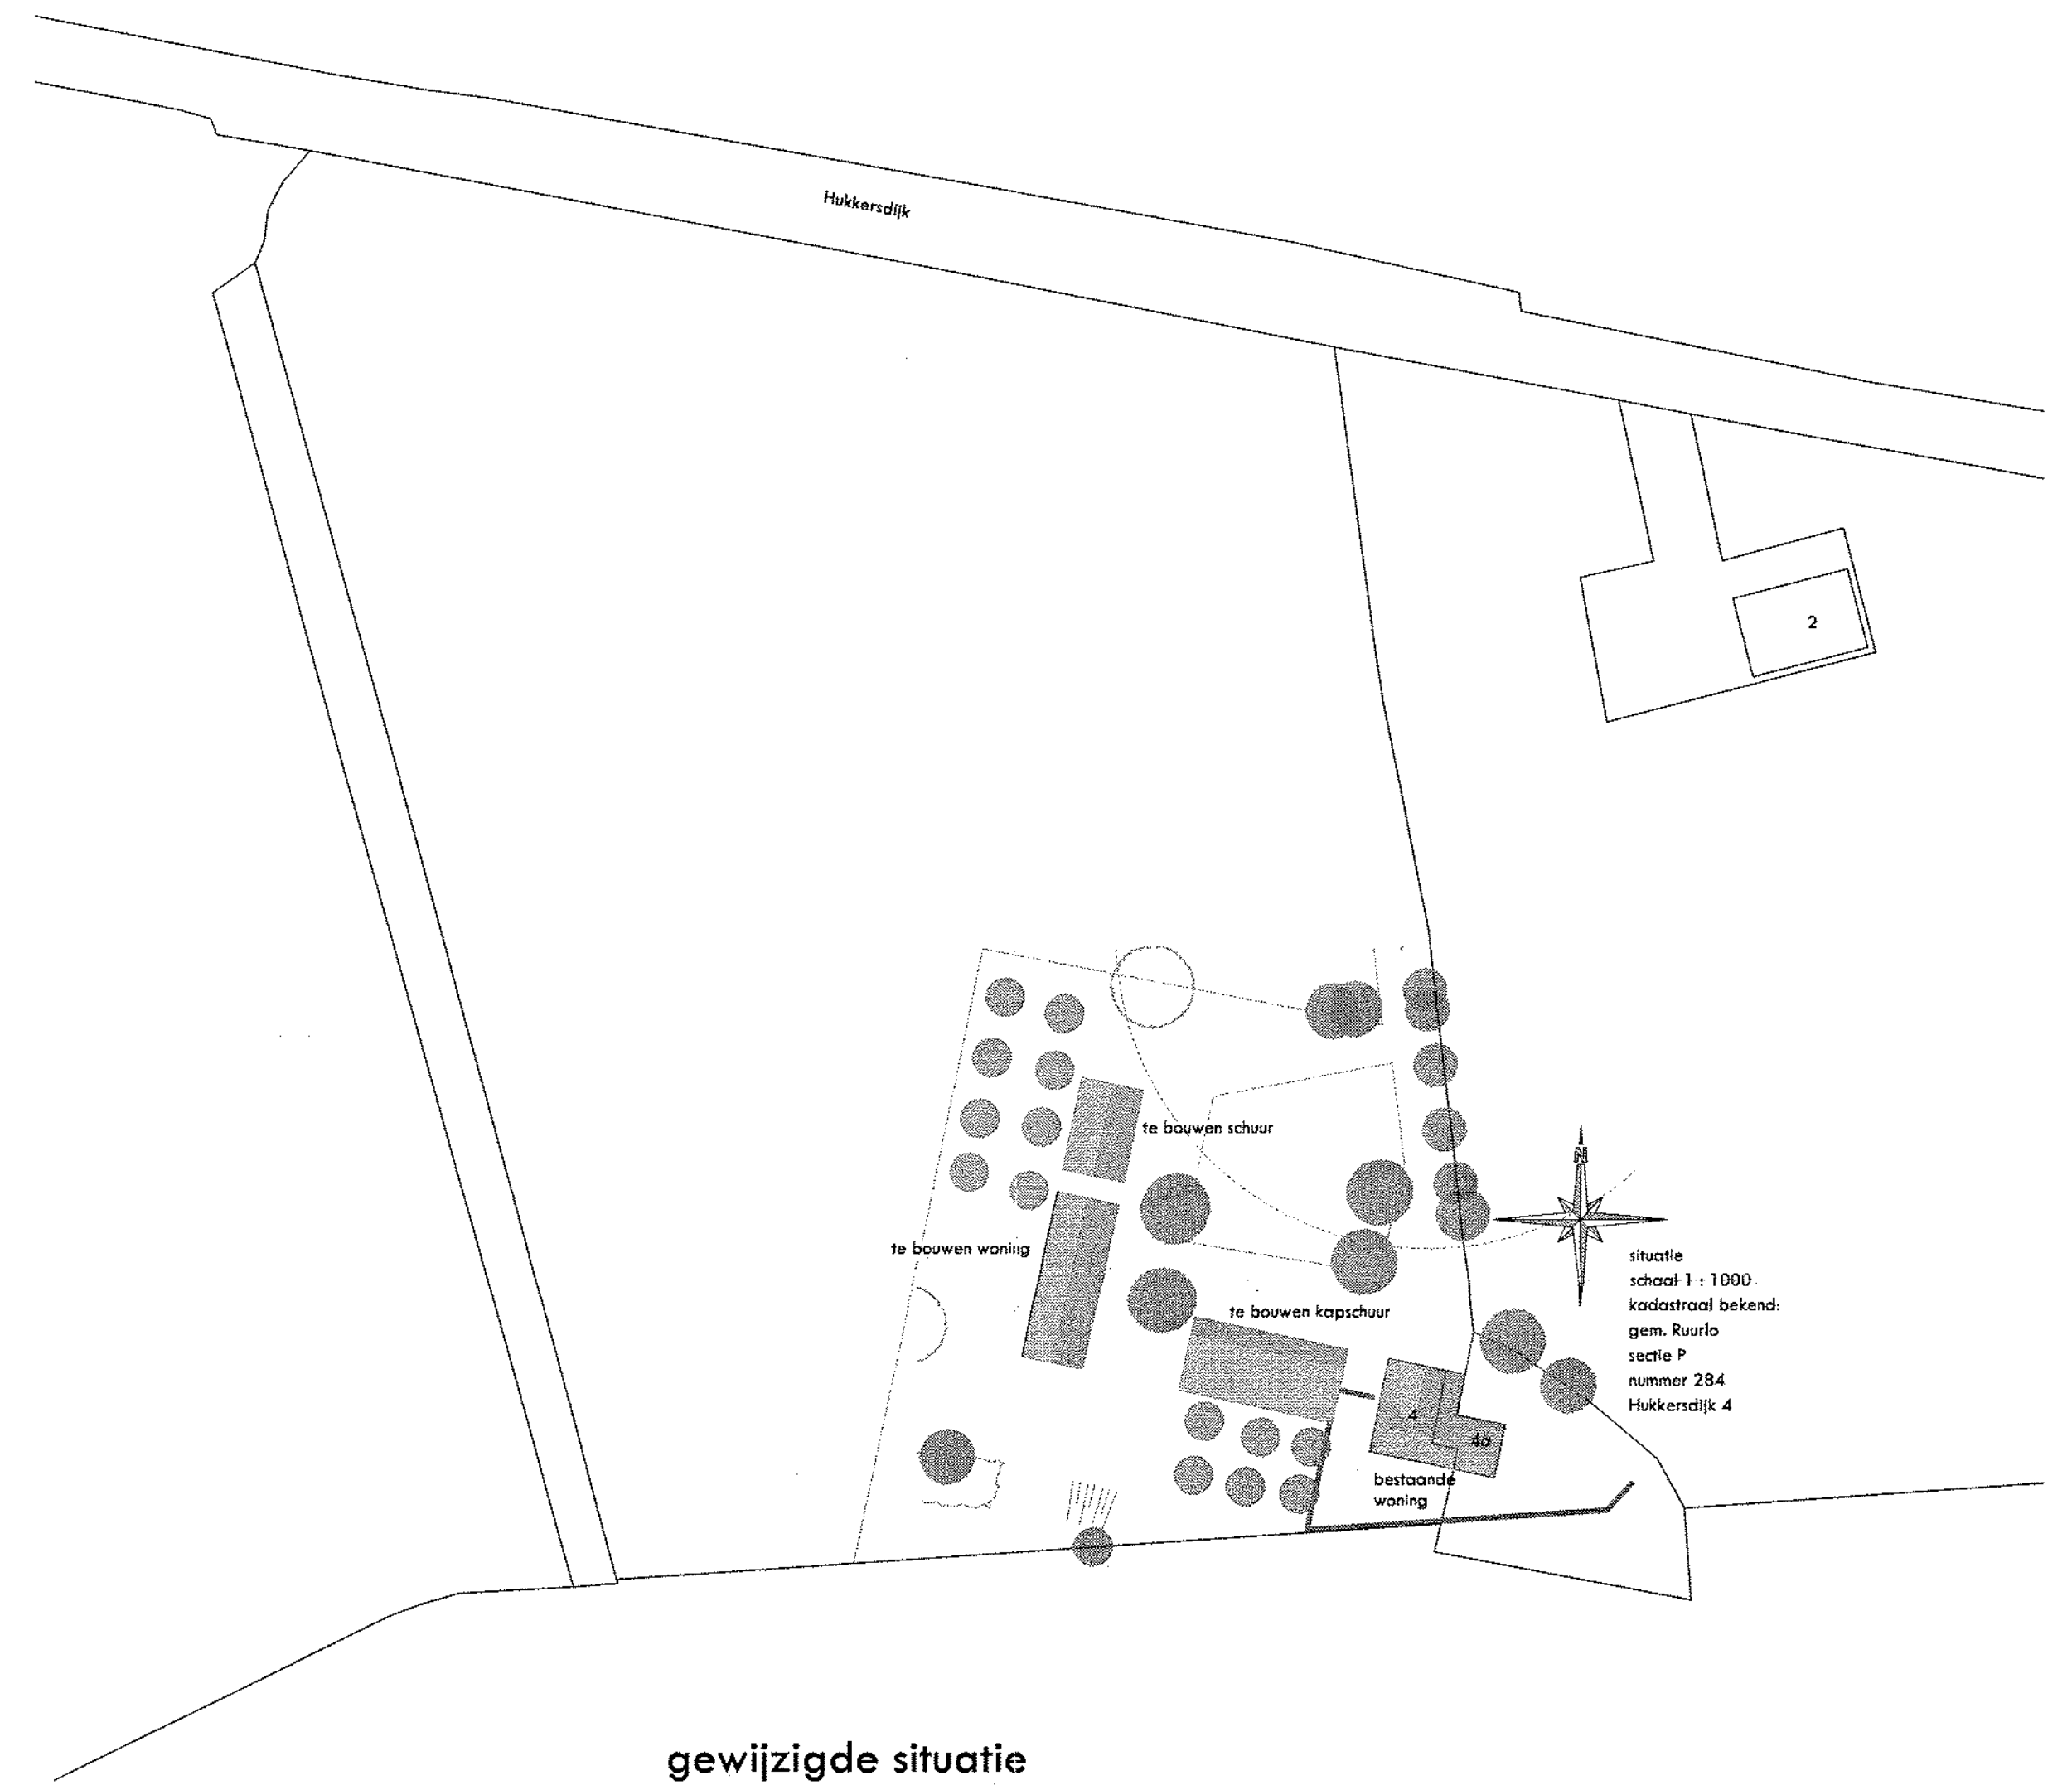 Hukkersdijk
2
te bouwen schuur
N
te bouwen woning
situatie
schaal 1 : 1000
kadastraal bekend:
gem. Ruurlo
sectie P
nummer 284
Hukkersdijk 4
te bouwen kapschuur
4
4a
bestaande
woning
gewijzigde situatie